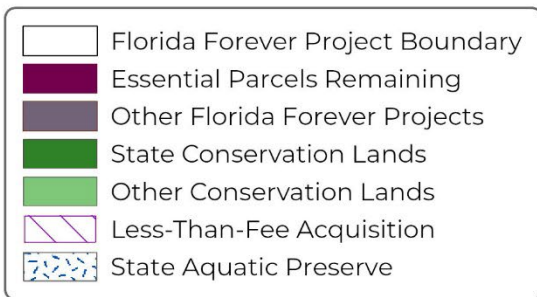 Florida Forever Project Boundary
Essential Parcels Remaining
Other Florida Forever Projects
State Conservation Lands
Other Conservation Lands
Less-Than-Fee Acquisition
State Aquatic Preserve